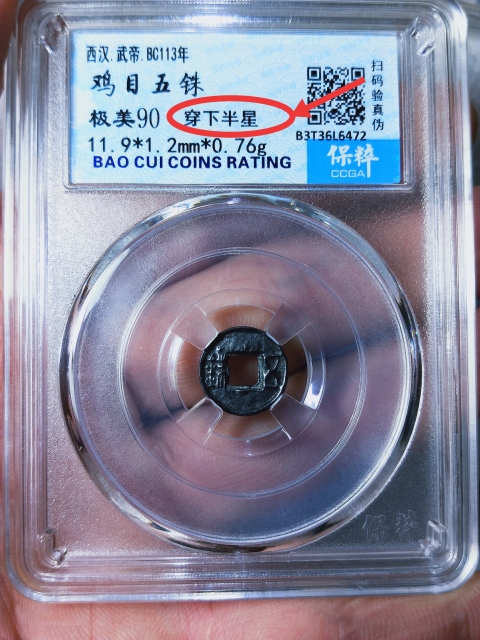 西汉.武帝.BC113年
鸡目五铢
极美90 穿下半星
11.9*1.2mm*0.76g
BAO CUI COINS RATING
扫码验真伪
B3T36L6472
保粹
CCGA
五銖
保粹